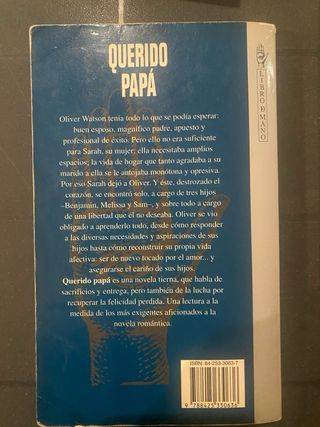 QUERIDO
PAPÁ
Oliver Watson tenía todo lo que se podía esperar:
buen esposo, magnífico padre, apuesto y
profesional de éxito. Pero ello no era suficiente
para Sarah, su mujer; ella necesitaba amplios
espacios; la vida de hogar que tanto agradaba a su
marido a ella se le antojaba monótona y opresiva.
Por eso Sarah dejó a Oliver. Y éste, destrozado el
corazón, se encontró solo, a cargo de tres hijos
–Benjamin, Melissa y Sam–, y sobre todo a cargo
de una libertad que él no deseaba. Oliver se vio
obligado a aprenderlo todo, desde cómo responder
a las diversas necesidades y aspiraciones de sus
hijos hasta cómo reconstruir su propia vida
afectiva: ser de nuevo tocado por el amor... y
asegurarse el cariño de sus hijos.
Querido papá es una novela tierna, que habla de
sacrificios y entrega, pero también de la lucha por
recuperar la felicidad perdida. Una lectura a la
medida de los más exigentes aficionados a la
novela romántica.
LIBRO D MANO
ISBN: 84-253-3063-7
9 788425 330636